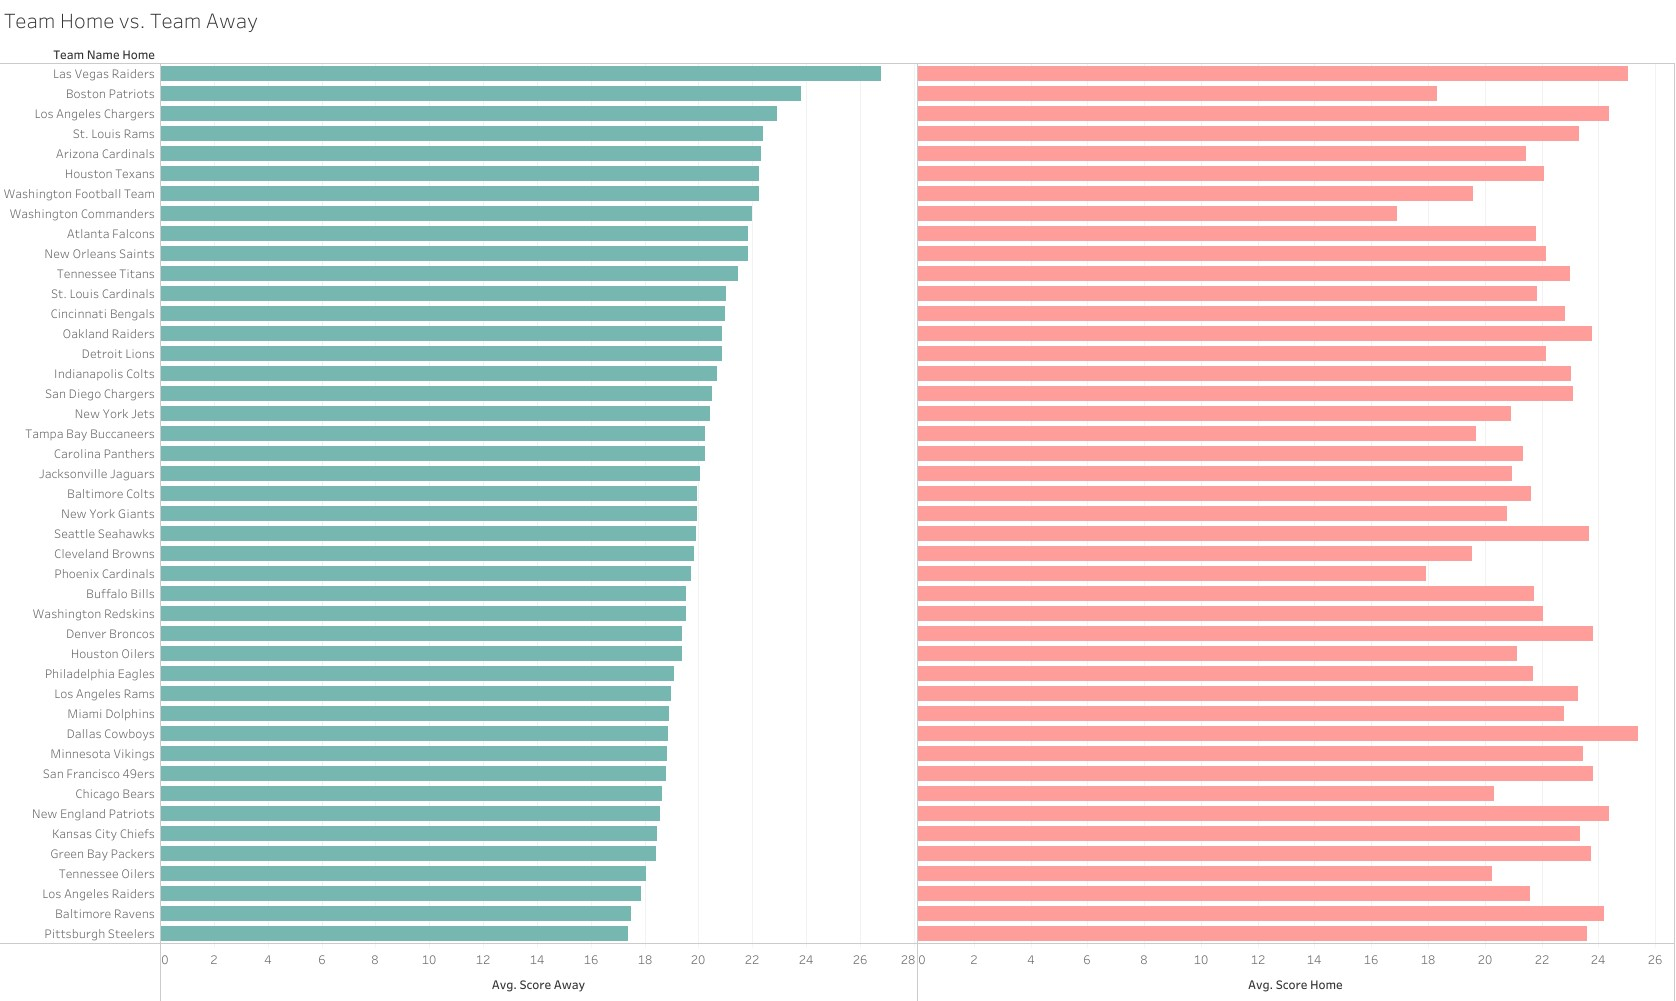 Team Home vs. Team Away
Team Name Home
Las Vegas Raiders
Boston Patriots
Los Angeles Chargers
St. Louis Rams
Arizona Cardinals
Houston Texans
Washington Football Team
Washington Commanders
Atlanta Falcons
New Orleans Saints
Tennessee Titans
St. Louis Cardinals
Cincinnati Bengals
Oakland Raiders
Detroit Lions
Indianapolis Colts
San Diego Chargers
New York Jets
Tampa Bay Buccaneers
Carolina Panthers
Jacksonville Jaguars
Baltimore Colts
New York Giants
Seattle Seahawks
Cleveland Browns
Phoenix Cardinals
Buffalo Bills
Washington Redskins
Denver Broncos
Houston Oilers
Philadelphia Eagles
Los Angeles Rams
Miami Dolphins
Dallas Cowboys
Minnesota Vikings
San Francisco 49ers
Chicago Bears
New England Patriots
Kansas City Chiefs
Green Bay Packers
Tennessee Oilers
Los Angeles Raiders
Baltimore Ravens
Pittsburgh Steelers
0 2 4 6 8 10 12 14 16 18 20 22 24 26 28
0 2 4 6 8 10 12 14 16 18 20 22 24 26
Avg. Score Away
Avg. Score Home